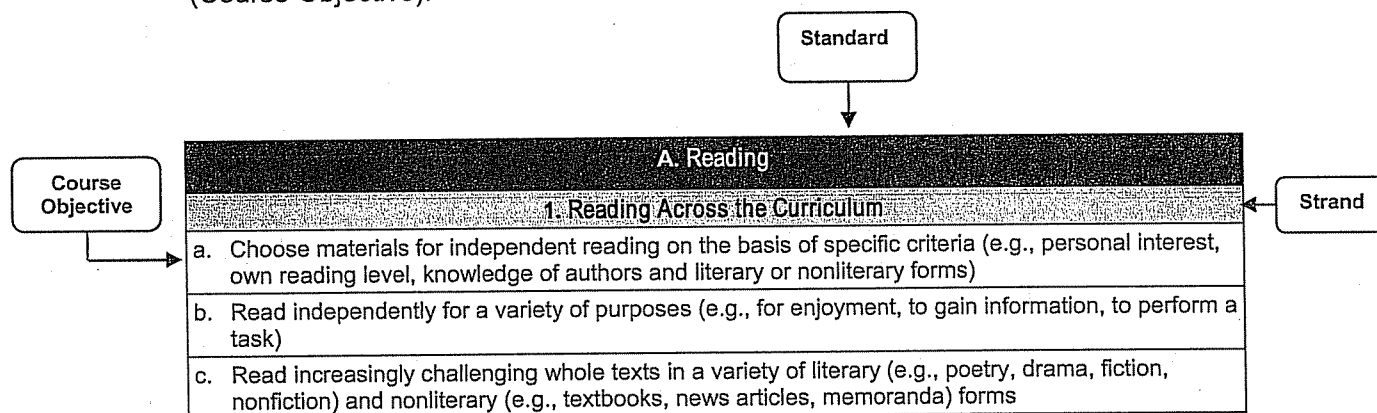 (Course Objective).
Standard
A. Reading
Course
Objective
1. Reading Across the Curriculum
Strand
a. Choose materials for independent reading on the basis of specific criteria (e.g., personal interest,
own reading level, knowledge of authors and literary or nonliterary forms)
b. Read independently for a variety of purposes (e.g., for enjoyment, to gain information, to perform a
task)
c. Read increasingly challenging whole texts in a variety of literary (e.g., poetry, drama, fiction,
nonfiction) and nonliterary (e.g., textbooks, news articles, memoranda) forms